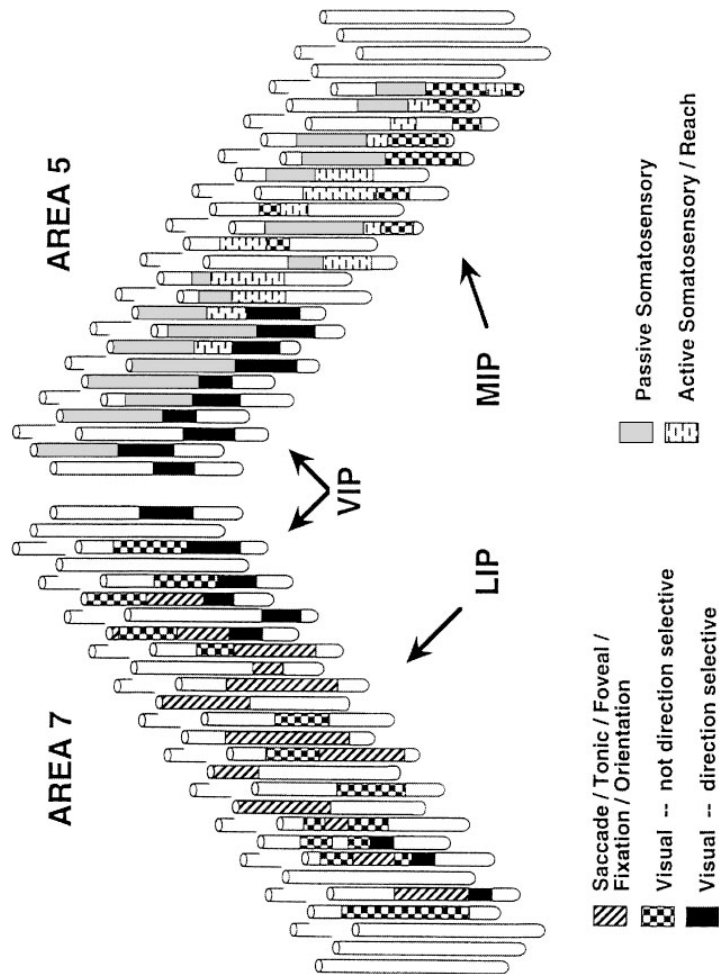 AREA 7
AREA 5
VIP
LIP
MIP
Saccade / Tonic / Foveal /
Fixation / Orientation
Visual -- not direction selective
Visual -- direction selective
Passive Somatosensory
Active Somatosensory / Reach